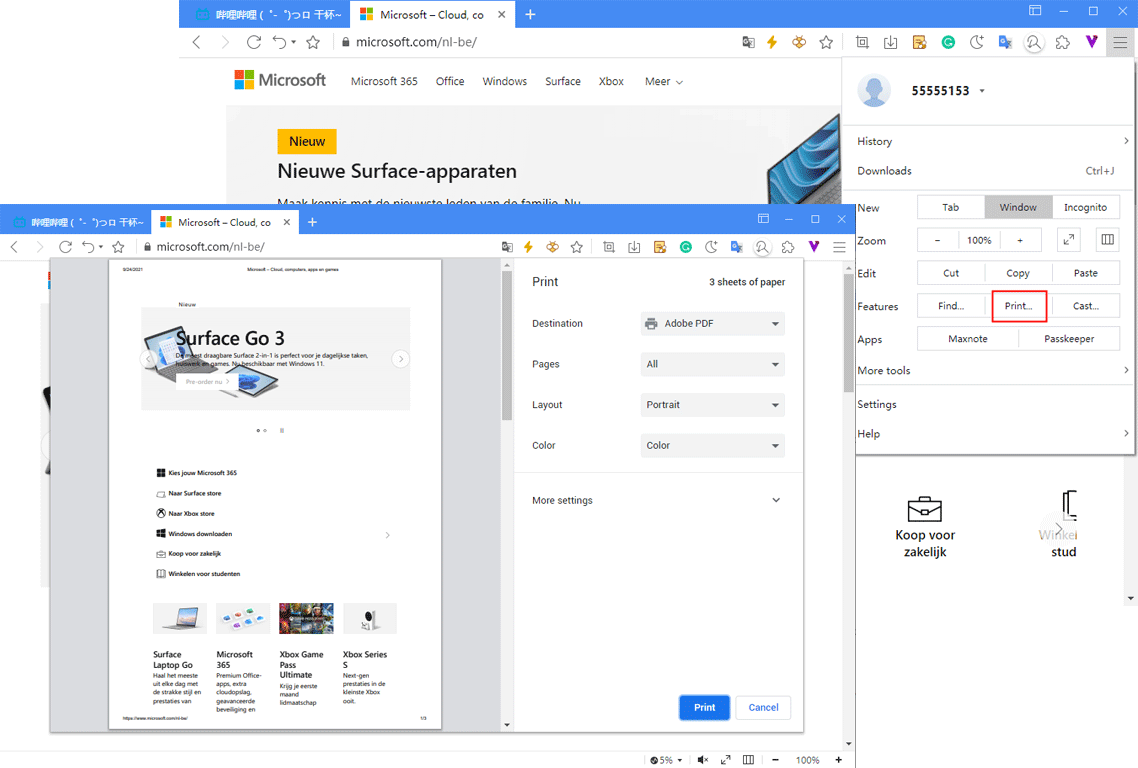 哔哩哔哩 (゜-゜)つロ 干杯~
Microsoft – Cloud, co
microsoft.com/nl-be/
Microsoft
Microsoft 365
Office
Windows
Surface
Xbox
Meer
Nieuw
Nieuwe Surface-apparaten
Maak kennis met de nieuwste leden van de familie. Nu
55555153
History
Downloads
Ctrl+J
New
Tab
Window
Incognito
Zoom
−
100%
+
Edit
Cut
Copy
Paste
Features
Find...
Print...
Cast...
Apps
Maxnote
Passkeeper
More tools
Settings
Help
Koop voor
zakelijk
Winkel
stud
哔哩哔哩 (゜-゜)つロ 干杯~
Microsoft – Cloud, co
microsoft.com/nl-be/
9/24/2021
Microsoft – Cloud, computers, apps en games
Nieuw
Surface Go 3
De meest draagbare Surface 2-in-1 is perfect voor je dagelijkse taken,
huiswerk en games. Nu beschikbaar met Windows 11.
Pre-order nu
Kies jouw Microsoft 365
Naar Surface store
Naar Xbox store
Windows downloaden
Koop voor zakelijk
Winkelen voor studenten
Surface
Laptop Go
Haal het meeste
uit elke dag met
de strakke stijl en
prestaties van
Microsoft
365
Premium Office-
apps, extra
cloudopslag,
geavanceerde
beveiliging en
Xbox Game
Pass
Ultimate
Krijg je eerste
maand
lidmaatschap
Xbox Series
S
Next-gen
prestaties in de
kleinste Xbox
ooit.
https://www.microsoft.com/nl-be/
1/3
Print
3 sheets of paper
Destination
Adobe PDF
Pages
All
Layout
Portrait
Color
Color
More settings
Print
Cancel
5%
100%